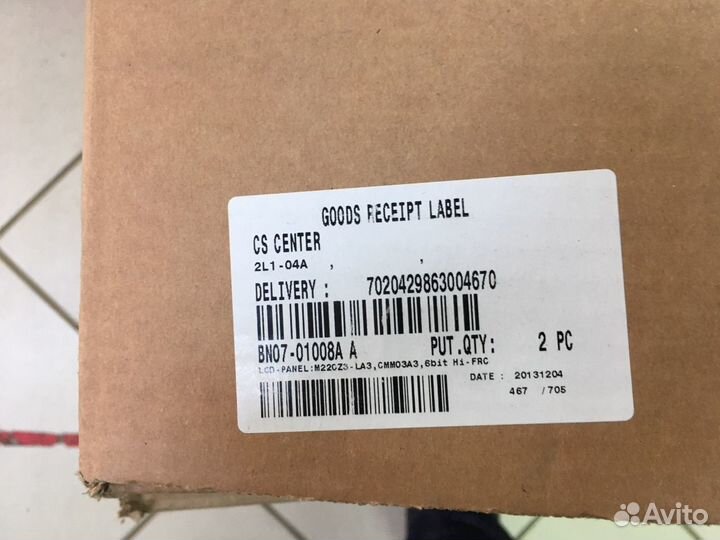 GOODS RECEIPT LABEL
CS CENTER
2L1-04A , ,
DELIVERY : 7020429863004670
BN07-01008A A PUT.QTY: 2 PC
LCD-PANEL:M220Z3-LA3,CMM03A3,6bit Hi-FRC
DATE : 20131204
467 /705
Avito